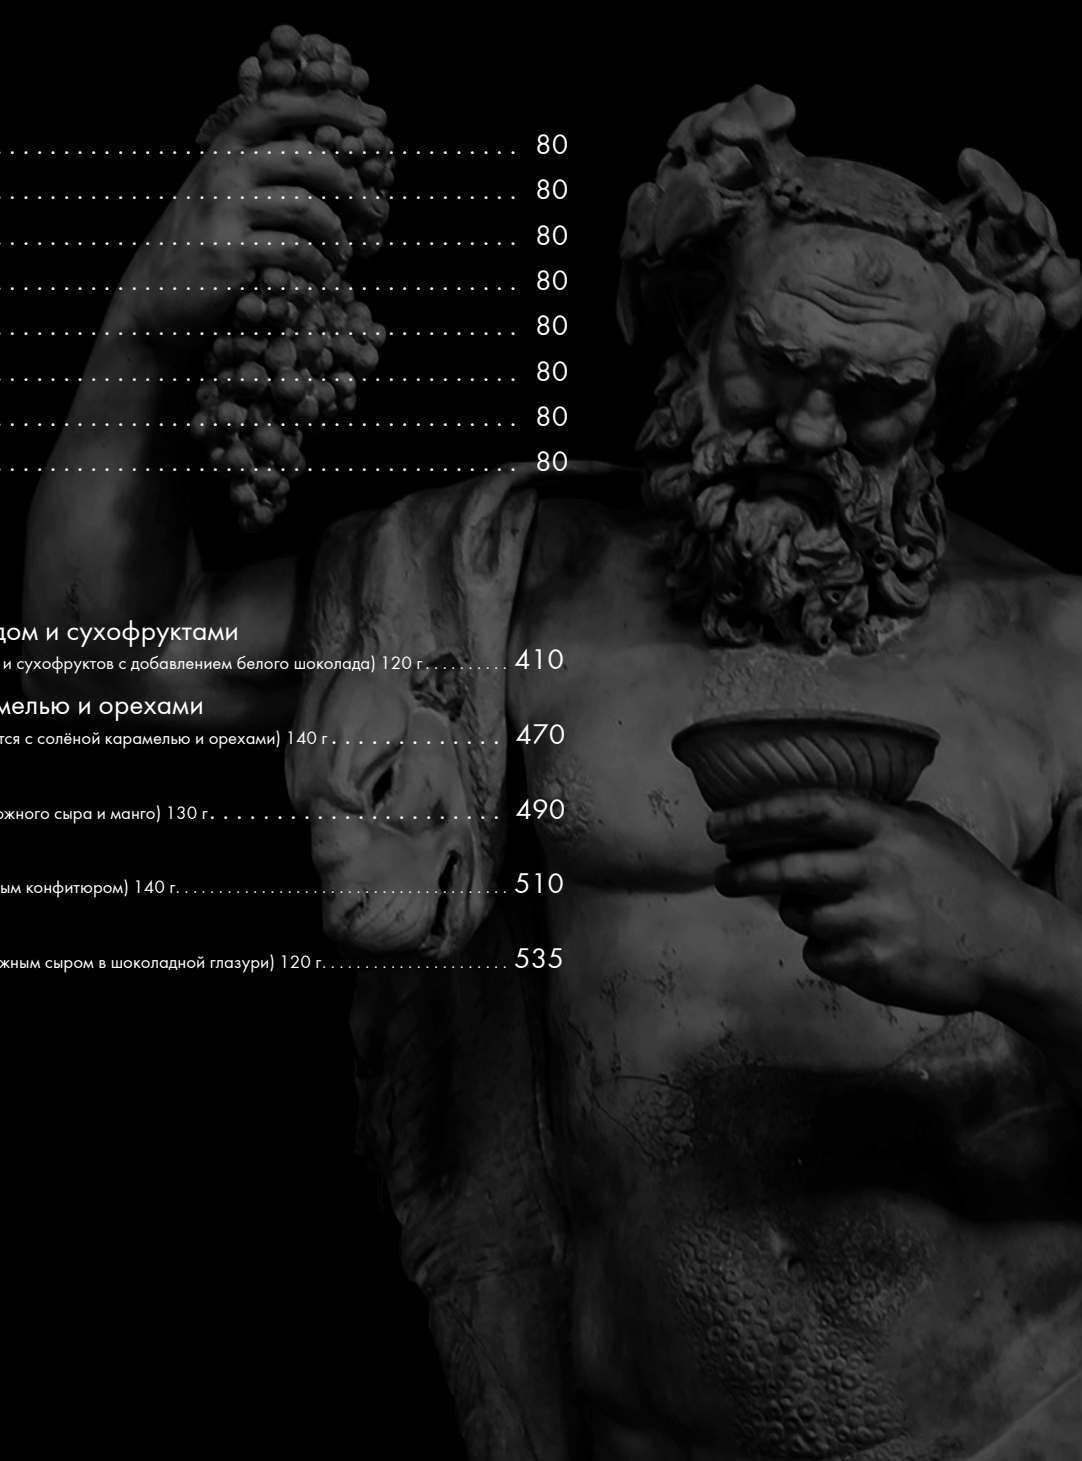 . . . . . . . . . . . . . . . . . . . . . . . . . . . . . . . . . . . . . . . 80
. . . . . . . . . . . . . . . . . . . . . . . . . . . . . . . . . . . . . . . 80
. . . . . . . . . . . . . . . . . . . . . . . . . . . . . . . . . . . . . . . 80
. . . . . . . . . . . . . . . . . . . . . . . . . . . . . . . . . . . . . . . 80
. . . . . . . . . . . . . . . . . . . . . . . . . . . . . . . . . . . . . . . 80
. . . . . . . . . . . . . . . . . . . . . . . . . . . . . . . . . . . . . . . 80
. . . . . . . . . . . . . . . . . . . . . . . . . . . . . . . . . . . . . . . 80
. . . . . . . . . . . . . . . . . . . . . . . . . . . . . . . . . . . . . . . 80
дом и сухофруктами
и сухофруктов с добавлением белого шоколада) 120 г. . . . . . . . . . 410
мелью и орехами
тся с солёной карамелью и орехами) 140 г. . . . . . . . . . . . . 470
ожного сыра и манго) 130 г. . . . . . . . . . . . . . . . . . . . . . 490
ым конфитюром) 140 г. . . . . . . . . . . . . . . . . . . . . . . . . . . . . . . . . . . . . . . 510
жным сыром в шоколадной глазури) 120 г. . . . . . . . . . . . . . . . . . . . . . 535